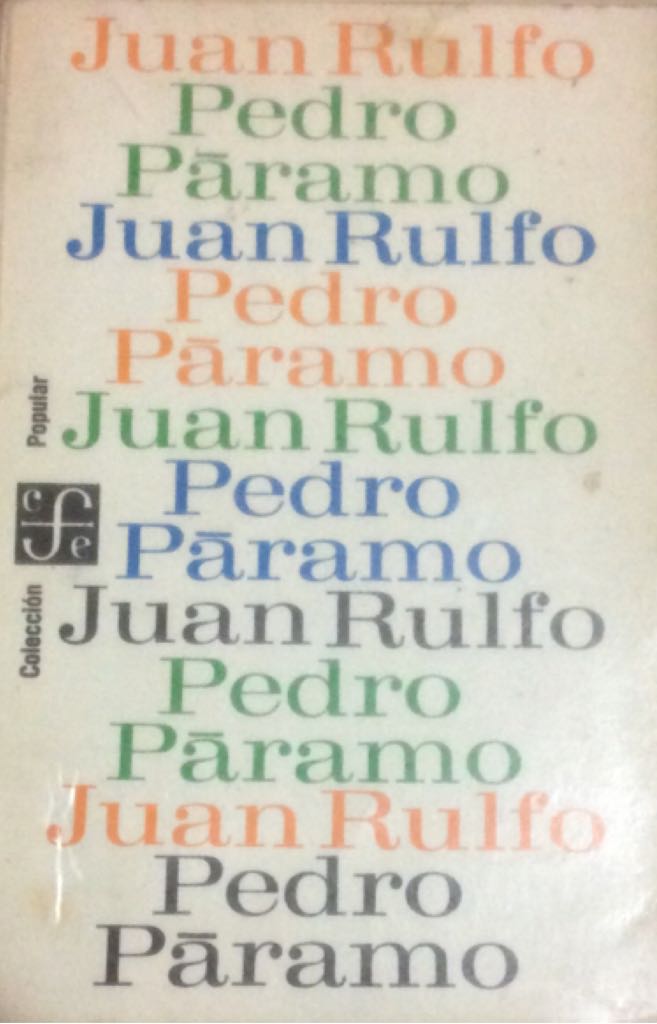 Juan Rulfo
Pedro
Pāramo
Juan Rulfo
Pedro
Pāramo
Juan Rulfo
Pedro
Pāramo
Juan Rulfo
Pedro
Pāramo
Juan Rulfo
Pedro
Pāramo
Colección
cfe
Popular